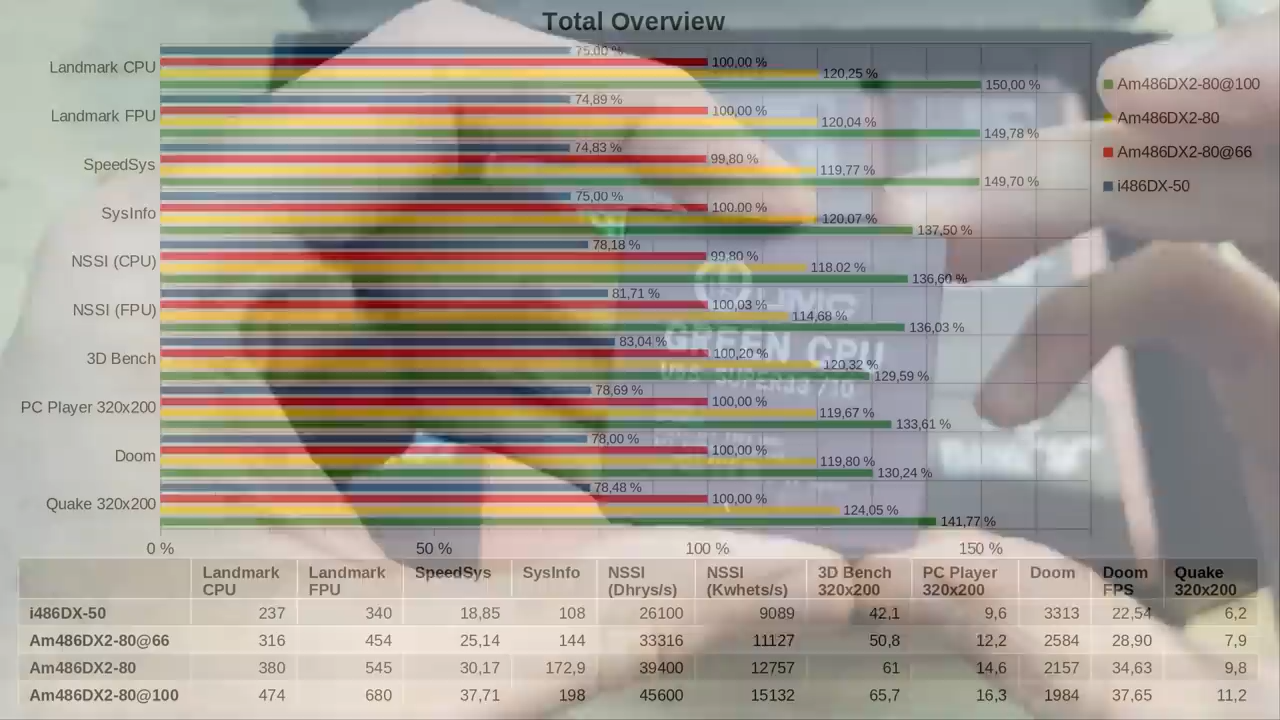 Total Overview
Landmark CPU
75.00 %
100,00 %
120,25 %
150,00 %
Landmark FPU
74,89 %
100,00 %
120,04 %
149,78 %
SpeedSys
74,83 %
99,80 %
119,77 %
149,70 %
SysInfo
75,00 %
100.00 %
120.07 %
137,50 %
NSSI (CPU)
78,18 %
99,80 %
118.02 %
136,60 %
NSSI (FPU)
81,71 %
100,03 %
114,68 %
136,03 %
3D Bench
83,04 %
100,20 %
120,32 %
129,59 %
PC Player 320x200
78,69 %
100,00 %
119,67 %
133,61 %
Doom
78,00 %
100,00 %
119,80 %
130,24 %
Quake 320x200
78,48 %
100,00 %
124,05 %
141,77 %
0 % 50 % 100 % 150 %
Am486DX2-80@100
Am486DX2-80
Am486DX2-80@66
i486DX-50
UMC
GREEN CPU
Landmark CPU Landmark FPU SpeedSys SysInfo NSSI (Dhrys/s) NSSI (Kwhets/s) 3D Bench 320x200 PC Player 320x200 Doom Doom FPS Quake 320x200
i486DX-50 237 340 18,85 108 26100 9089 42,1 9,6 3313 22,54 6,2
Am486DX2-80@66 316 454 25,14 144 33316 11127 50,8 12,2 2584 28,90 7,9
Am486DX2-80 380 545 30,17 172,9 39400 12757 61 14,6 2157 34,63 9,8
Am486DX2-80@100 474 680 37,71 198 45600 15132 65,7 16,3 1984 37,65 11,2